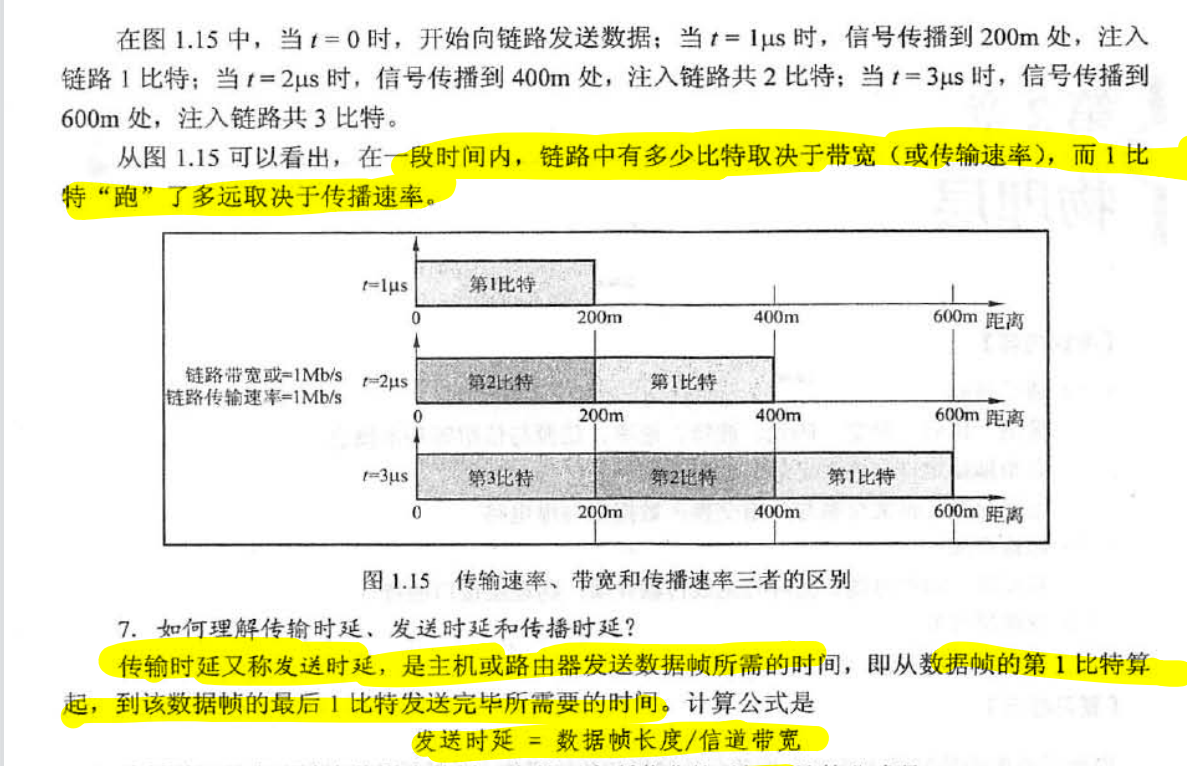 在图 1.15 中，当 t = 0 时，开始向链路发送数据；当 t = 1μs 时，信号传播到 200m 处，注入
链路 1 比特；当 t = 2μs 时，信号传播到 400m 处，注入链路共 2 比特；当 t = 3μs 时，信号传播到
600m 处，注入链路共 3 比特。
从图 1.15 可以看出，在一段时间内，链路中有多少比特取决于带宽（或传输速率），而 1 比
特“跑”了多远取决于传播速率。
t=1μs
第1比特
0
200m
400m
600m 距离
链路带宽或=1Mb/s
链路传输速率=1Mb/s
t=2μs
第2比特
第1比特
0
200m
400m
600m 距离
t=3μs
第3比特
第2比特
第1比特
0
200m
400m
600m 距离
图 1.15 传输速率、带宽和传播速率三者的区别
7. 如何理解传输时延、发送时延和传播时延？
传输时延又称发送时延，是主机或路由器发送数据帧所需的时间，即从数据帧的第 1 比特算
起，到该数据帧的最后 1 比特发送完毕所需要的时间。计算公式是
发送时延 = 数据帧长度/信道带宽